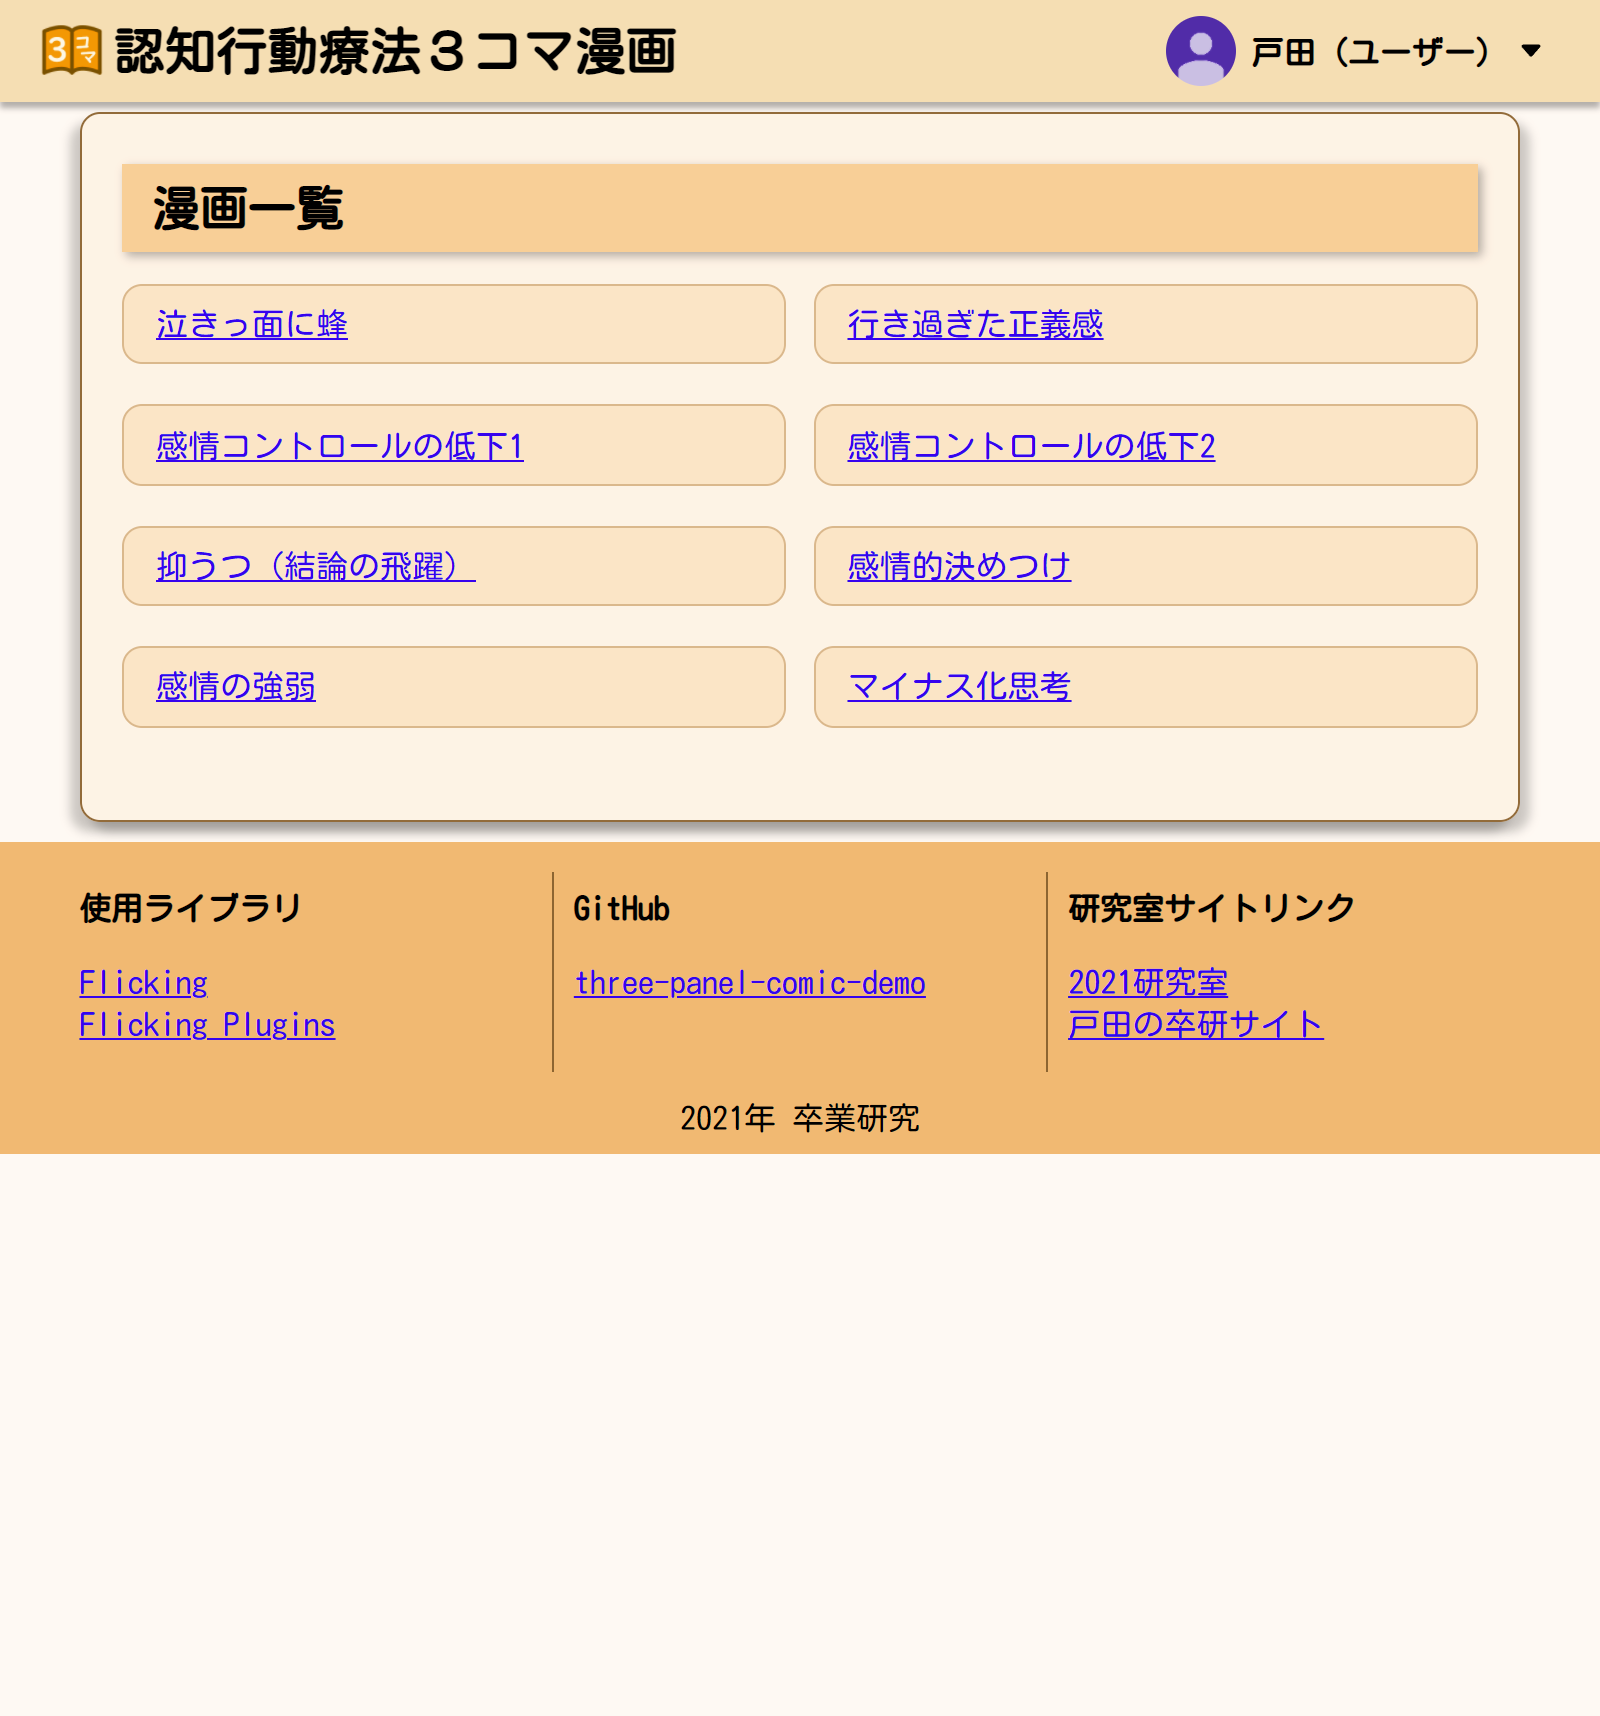 3コマ 認知行動療法３コマ漫画
戸田（ユーザー）
漫画一覧
泣きっ面に蜂
行き過ぎた正義感
感情コントロールの低下1
感情コントロールの低下2
抑うつ（結論の飛躍）
感情的決めつけ
感情の強弱
マイナス化思考
使用ライブラリ
Flicking
Flicking Plugins
GitHub
three-panel-comic-demo
研究室サイトリンク
2021研究室
戸田の卒研サイト
2021年 卒業研究